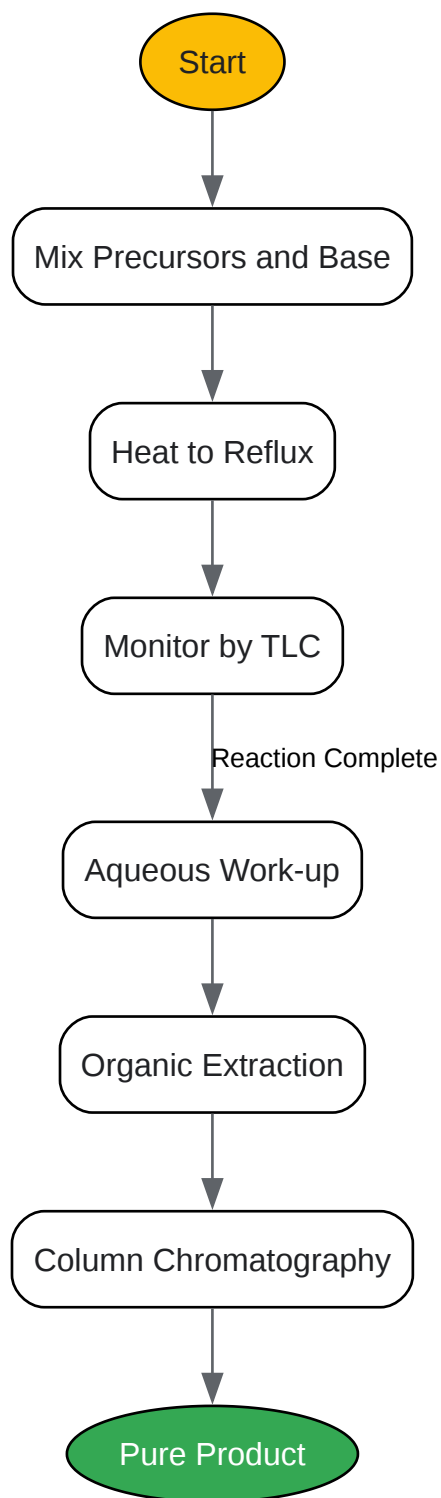 Start
Mix Precursors and Base
Heat to Reflux
Monitor by TLC
Reaction Complete
Aqueous Work-up
Organic Extraction
Column Chromatography
Pure Product